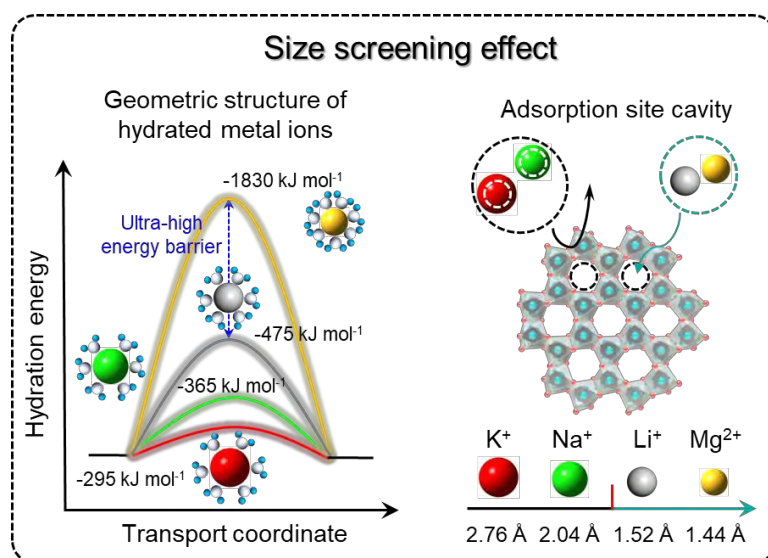 Size screening effect
Geometric structure of
hydrated metal ions
-1830 kJ mol⁻¹
Ultra-high
energy barrier
-475 kJ mol⁻¹
-365 kJ mol⁻¹
-295 kJ mol⁻¹
Hydration energy
Transport coordinate
Adsorption site cavity
K⁺ Na⁺ Li⁺ Mg²⁺
2.76 Å 2.04 Å 1.52 Å 1.44 Å